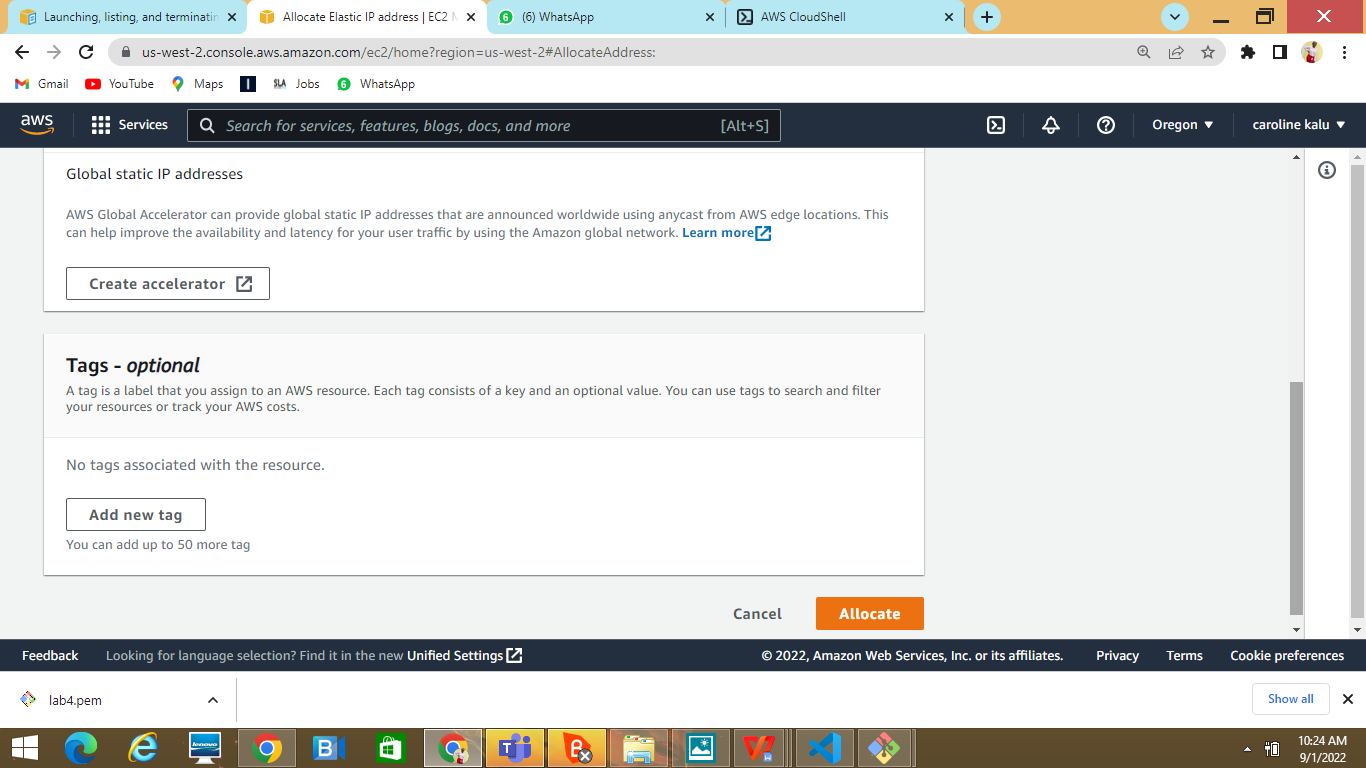 Launching, listing, and terminatin
Allocate Elastic IP address | EC2 M
(6) WhatsApp
AWS CloudShell
us-west-2.console.aws.amazon.com/ec2/home?region=us-west-2#AllocateAddress:
Gmail
YouTube
Maps
SLA
Jobs
6
WhatsApp
aws
Services
Search for services, features, blogs, docs, and more
[Alt+S]
Oregon
caroline kalu
Global static IP addresses
AWS Global Accelerator can provide global static IP addresses that are announced worldwide using anycast from AWS edge locations. This
can help improve the availability and latency for your user traffic by using the Amazon global network. Learn more
Create accelerator
Tags - optional
A tag is a label that you assign to an AWS resource. Each tag consists of a key and an optional value. You can use tags to search and filter
your resources or track your AWS costs.
No tags associated with the resource.
Add new tag
You can add up to 50 more tag
Cancel
Allocate
Feedback
Looking for language selection? Find it in the new Unified Settings
© 2022, Amazon Web Services, Inc. or its affiliates.
Privacy
Terms
Cookie preferences
lab4.pem
Show all
lenovo
10:24 AM
9/1/2022